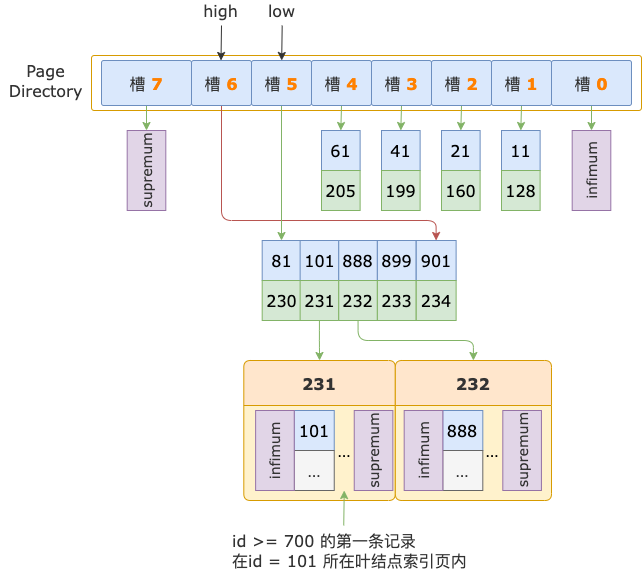 high low
Page
Directory
槽 7 槽 6 槽 5 槽 4 槽 3 槽 2 槽 1 槽 0
supremum 61 41 21 11 infimum
205 199 160 128
81 101 888 899 901
230 231 232 233 234
231 232
infimum 101 ... supremum infimum 888 ... supremum
... ...
id >= 700 的第一条记录
在id = 101 所在叶结点索引页内